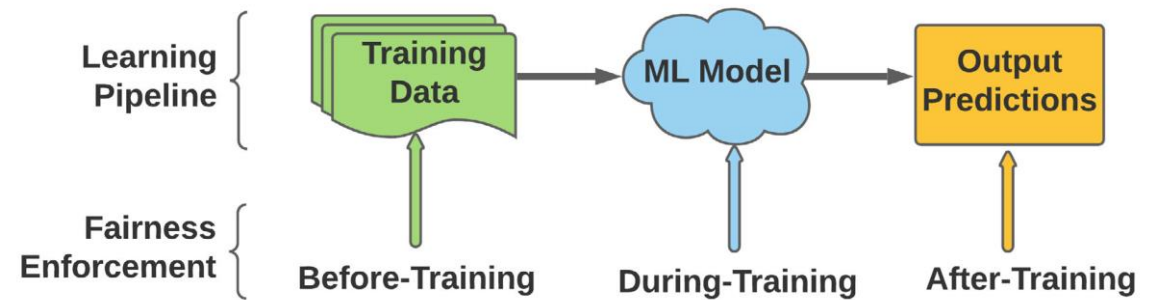 Learning
Pipeline
Training
Data
ML Model
Output
Predictions
Fairness
Enforcement
Before-Training
During-Training
After-Training